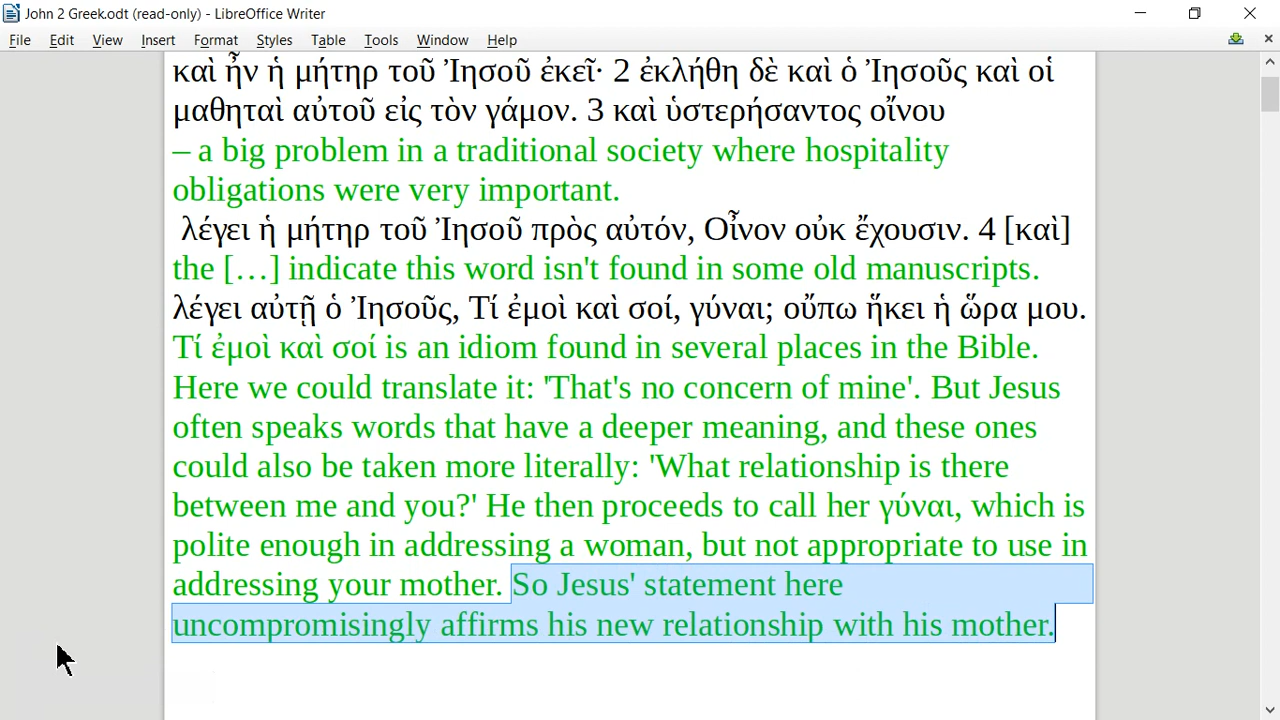 John 2 Greek.odt (read-only) - LibreOffice Writer
File Edit View Insert Format Styles Table Tools Window Help
καὶ ἦν ἡ μήτηρ τοῦ Ἰησοῦ ἐκεῖ· 2 ἐκλήθη δὲ καὶ ὁ Ἰησοῦς καὶ οἱ
μαθηταὶ αὐτοῦ εἰς τὸν γάμον. 3 καὶ ὑστερήσαντος οἴνου
– a big problem in a traditional society where hospitality
obligations were very important.
λέγει ἡ μήτηρ τοῦ Ἰησοῦ πρὸς αὐτόν, Οἶνον οὐκ ἔχουσιν. 4 [καὶ]
the […] indicate this word isn't found in some old manuscripts.
λέγει αὐτῇ ὁ Ἰησοῦς, Τί ἐμοὶ καὶ σοί, γύναι; οὔπω ἥκει ἡ ὥρα μου.
Τί ἐμοὶ καὶ σοί is an idiom found in several places in the Bible.
Here we could translate it: 'That's no concern of mine'. But Jesus
often speaks words that have a deeper meaning, and these ones
could also be taken more literally: 'What relationship is there
between me and you?' He then proceeds to call her γύναι, which is
polite enough in addressing a woman, but not appropriate to use in
addressing your mother. So Jesus' statement here
uncompromisingly affirms his new relationship with his mother.